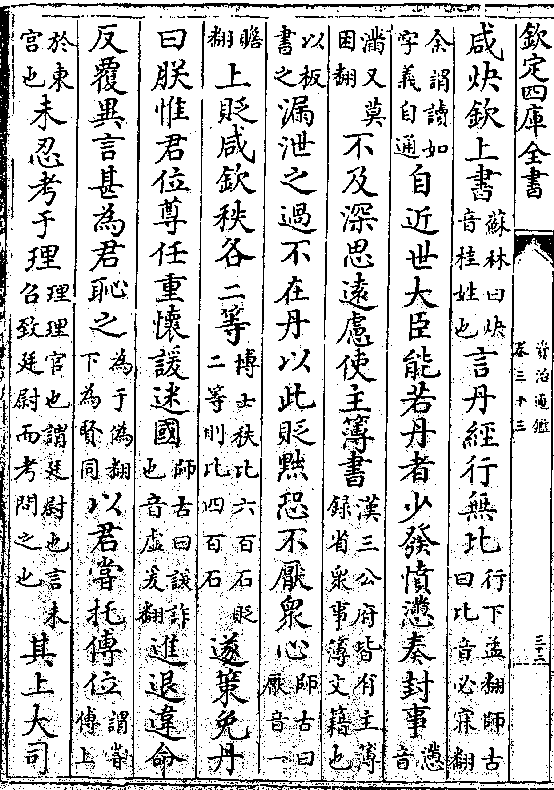 欽定四庫全書
資治通鑑
卷三十三
咸炔欽上書蘇林曰炔音桂姓也言丹經行無比行下孟翻師古曰比音必寐翻
余謂讀如字義自通自近世大臣能若丹者少發憤懣奏封事懣音
滿又莫困翻不及深思遠慮使主簿書漢三公府皆有主簿録省衆事簿文籍也
以板書之漏泄之過不在丹以此貶黜恐不厭衆心師古曰厭音一
瞻翻上貶咸欽秩各二等博士秩比六百石貶二等則比四百石遂策免丹
曰朕惟君位尊任重懷諼迷國師古曰諼詐也音虛爰翻進退違命
反覆異言甚為君恥之為于偽翻下為賢同以君嘗托傅位謂嘗傅上
於東宮也未忍考于理理理官也謂廷尉也言未召致廷尉而考問之也其上大司